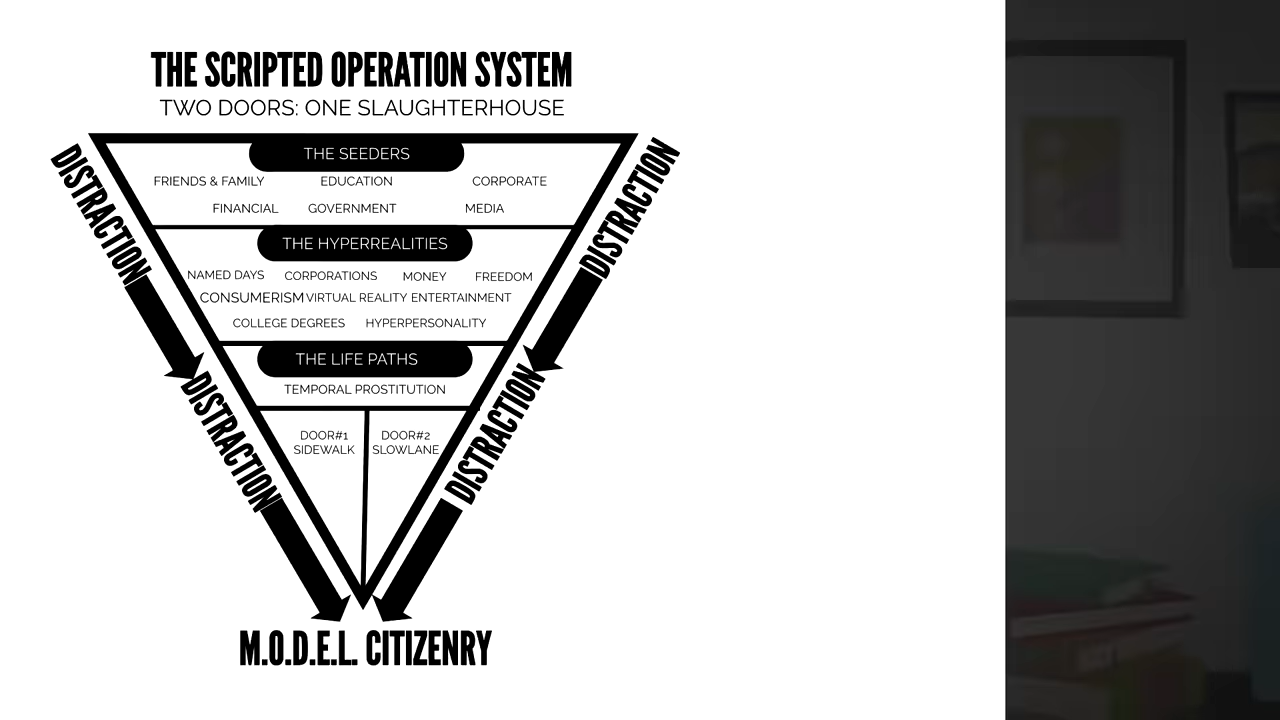 THE SCRIPTED OPERATION SYSTEM
TWO DOORS: ONE SLAUGHTERHOUSE
THE SEEDERS
FRIENDS & FAMILY EDUCATION CORPORATE
FINANCIAL GOVERNMENT MEDIA
THE HYPERREALITIES
NAMED DAYS CORPORATIONS MONEY FREEDOM
CONSUMERISM VIRTUAL REALITY ENTERTAINMENT
COLLEGE DEGREES HYPERPERSONALITY
THE LIFE PATHS
TEMPORAL PROSTITUTION
DOOR#1
SIDEWALK
DOOR#2
SLOWLANE
DISTRACTION
DISTRACTION
DISTRACTION
DISTRACTION
M.O.D.E.L. CITIZENRY